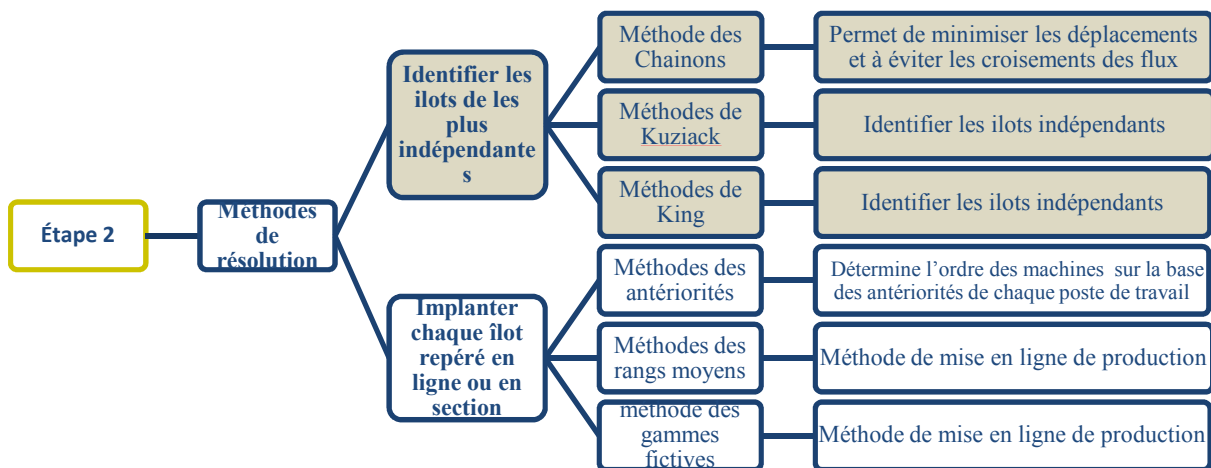 Étape 2
Méthodes
de
résolution
Identifier les
ilots de les
plus
indépendante
s
Méthode des
Chainons
Permet de minimiser les déplacements
et à éviter les croisements des flux
Méthodes de
Kuziack
Identifier les ilots indépendants
Méthodes de
King
Identifier les ilots indépendants
Implanter
chaque îlot
repéré en
ligne ou en
section
Méthodes des
antériorités
Détermine l’ordre des machines sur la base
des antériorités de chaque poste de travail
Méthodes des
rangs moyens
Méthode de mise en ligne de production
méthode des
gammes
fictives
Méthode de mise en ligne de production